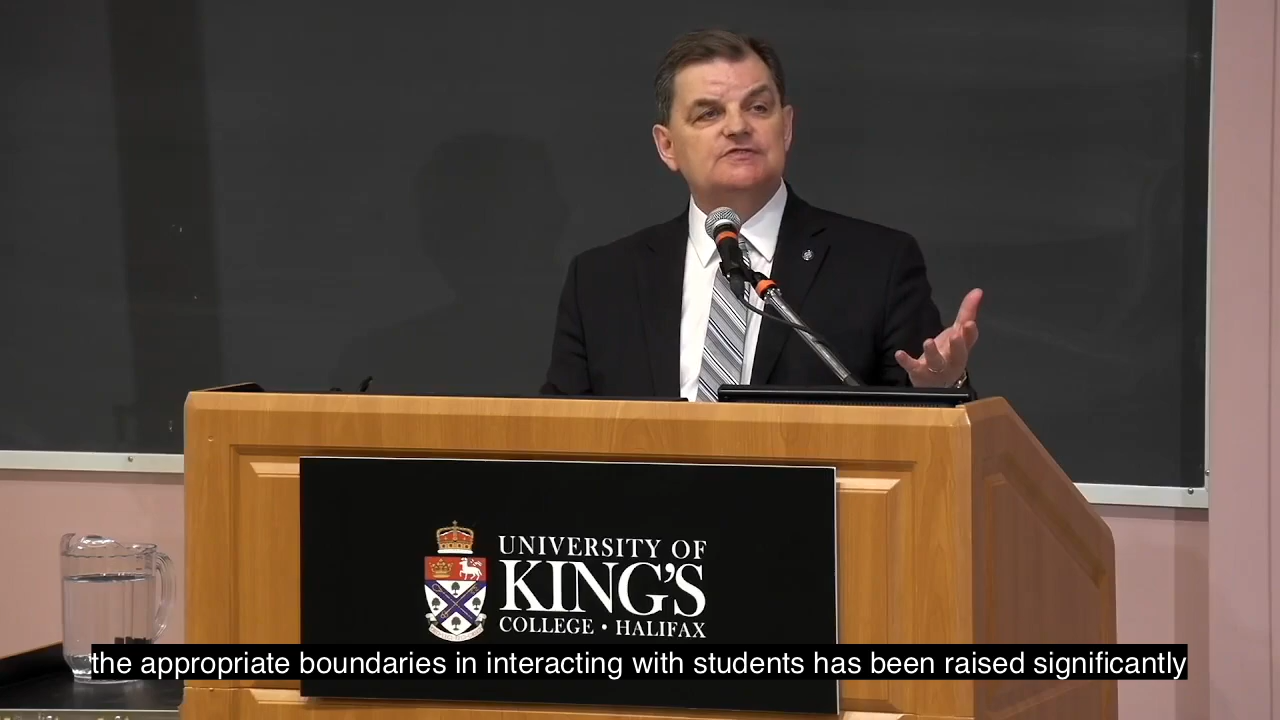 UNIVERSITY OF
KING'S
COLLEGE • HALIFAX
the appropriate boundaries in interacting with students has been raised significantly